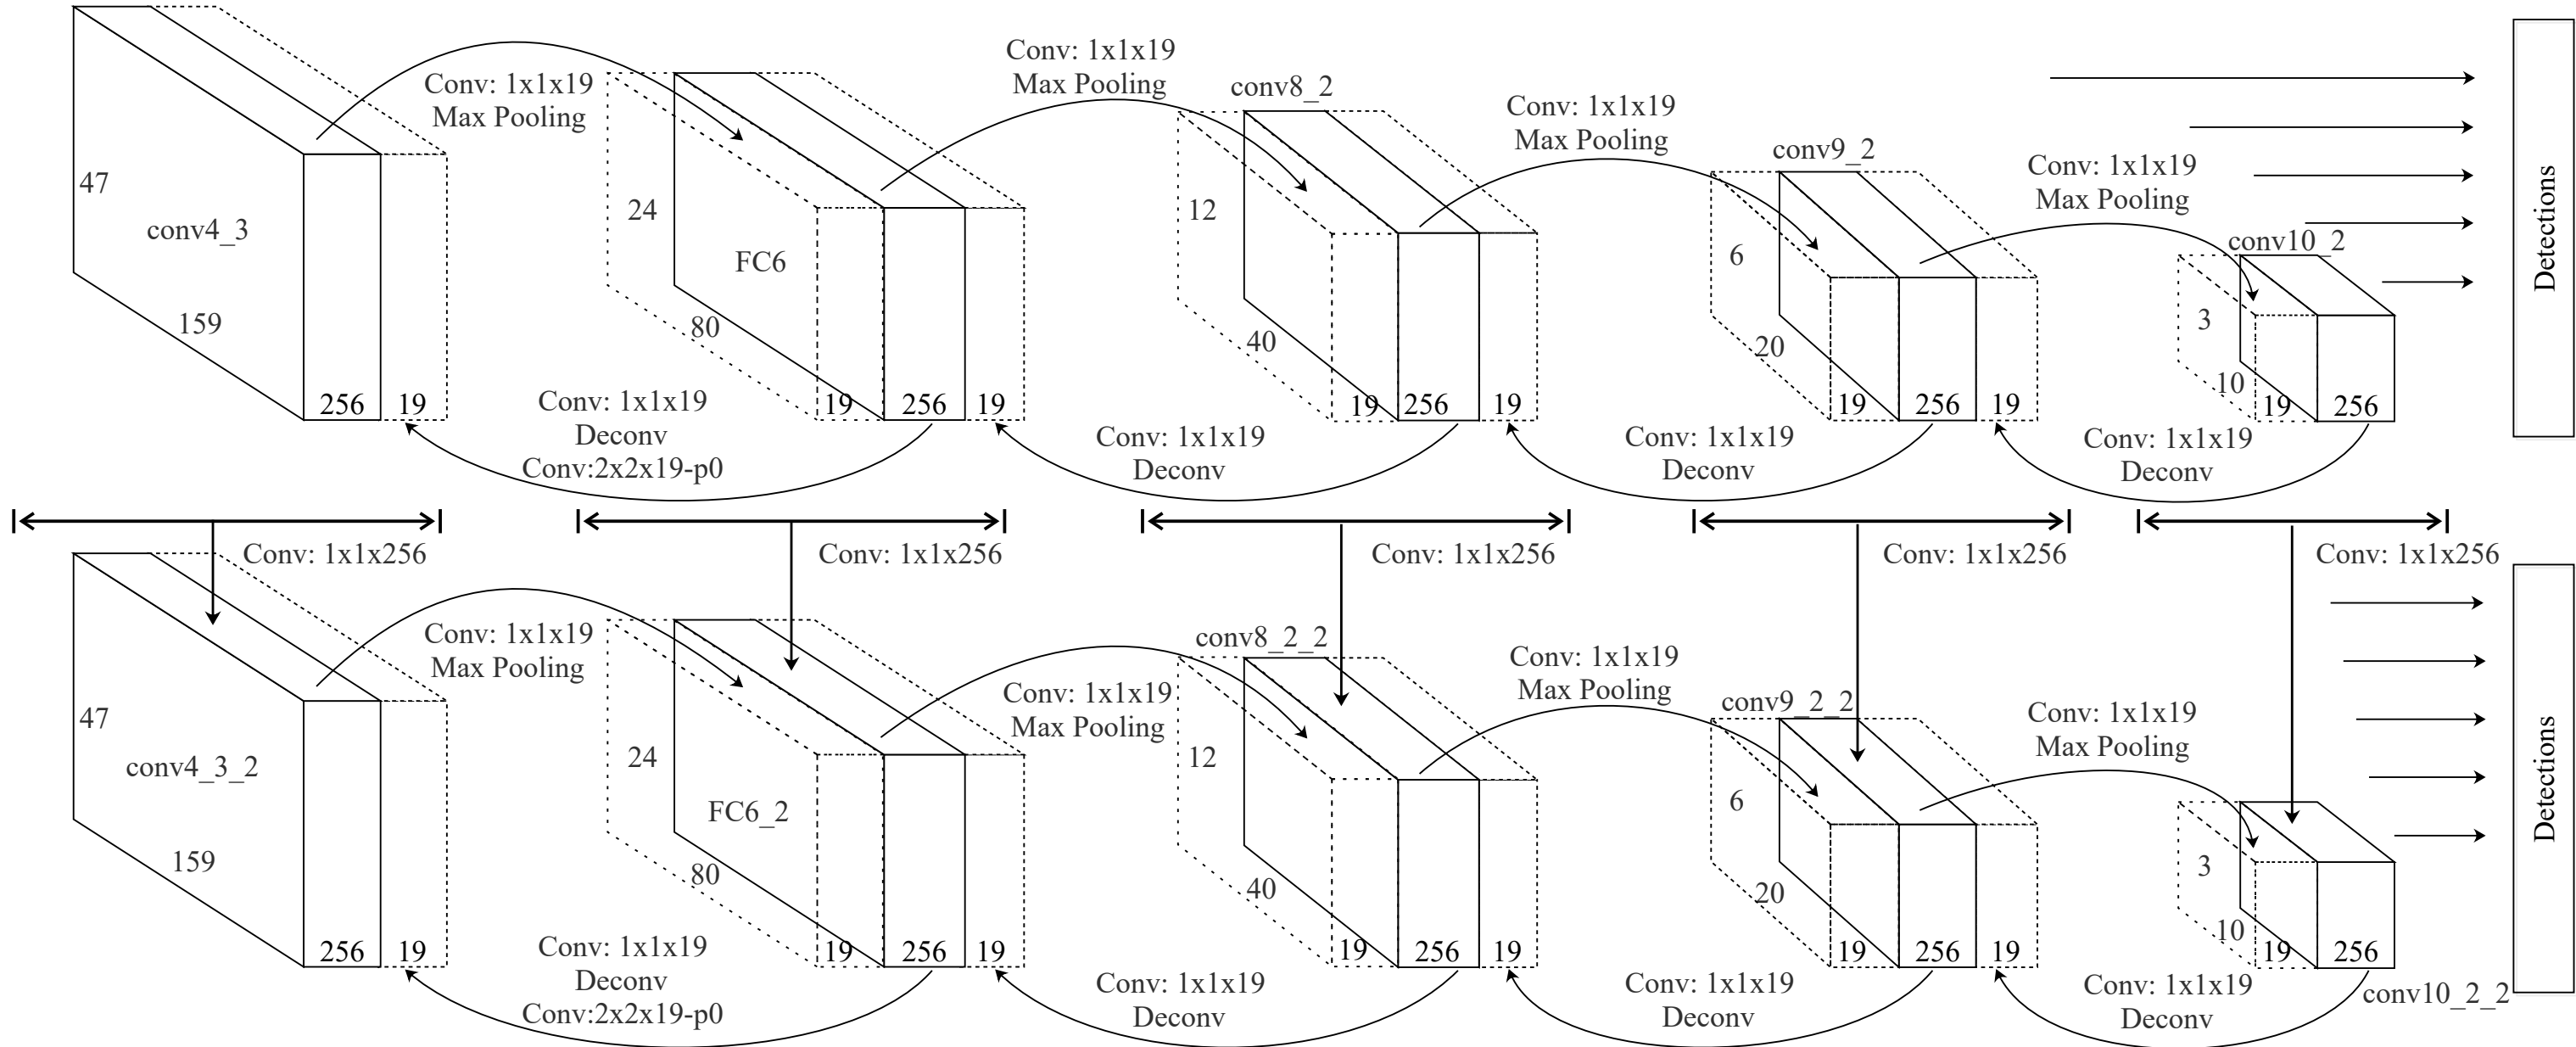 Conv: 1x1x19
Max Pooling
Conv: 1x1x19
Max Pooling
conv8_2
Conv: 1x1x19
Max Pooling
conv9_2
Conv: 1x1x19
Max Pooling
conv10_2
Detections
47
conv4_3
159
256
19
24
FC6
80
19
256
19
12
40
19
256
19
6
20
19
256
19
3
10
19
256
Conv: 1x1x19
Deconv
Conv:2x2x19-p0
Conv: 1x1x19
Deconv
Conv: 1x1x19
Deconv
Conv: 1x1x19
Deconv
Conv: 1x1x256
Conv: 1x1x256
Conv: 1x1x256
Conv: 1x1x256
Conv: 1x1x256
Conv: 1x1x19
Max Pooling
Conv: 1x1x19
Max Pooling
conv8_2_2
Conv: 1x1x19
Max Pooling
conv9_2_2
Conv: 1x1x19
Max Pooling
Detections
47
conv4_3_2
159
256
19
24
FC6_2
80
19
256
19
12
40
19
256
19
6
20
19
256
19
3
10
19
256
conv10_2_2
Conv: 1x1x19
Deconv
Conv:2x2x19-p0
Conv: 1x1x19
Deconv
Conv: 1x1x19
Deconv
Conv: 1x1x19
Deconv